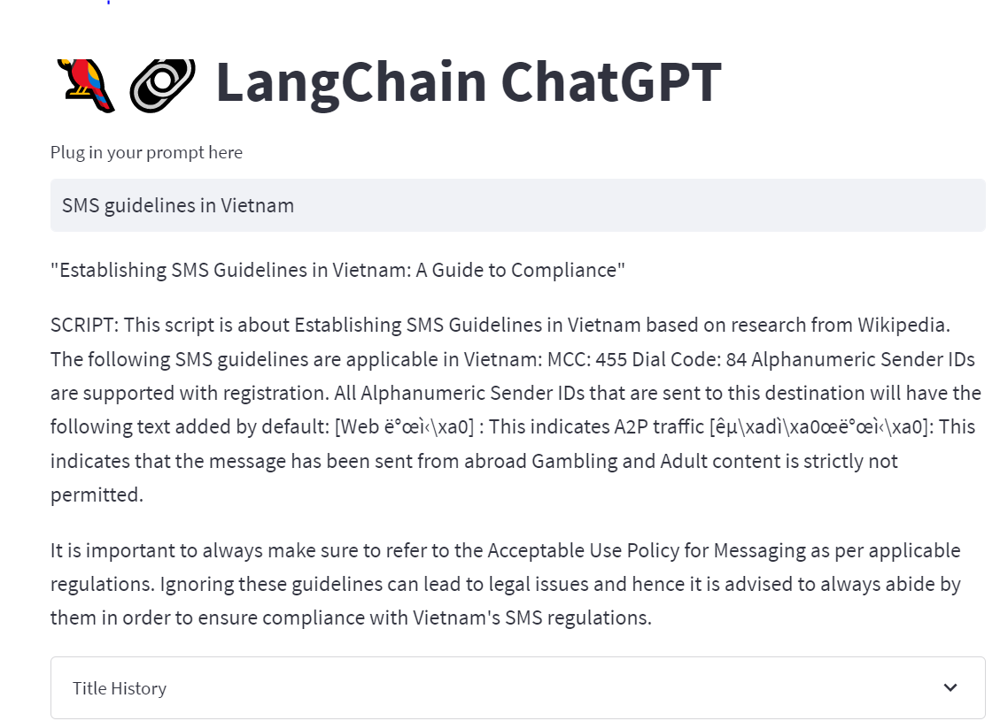 LangChain ChatGPT
Plug in your prompt here
SMS guidelines in Vietnam
"Establishing SMS Guidelines in Vietnam: A Guide to Compliance"
SCRIPT: This script is about Establishing SMS Guidelines in Vietnam based on research from Wikipedia.
The following SMS guidelines are applicable in Vietnam: MCC: 455 Dial Code: 84 Alphanumeric Sender IDs
are supported with registration. All Alphanumeric Sender IDs that are sent to this destination will have the
following text added by default: [Web ë°œì‹\xa0] : This indicates A2P traffic [êµ\xadì\xa0œë°œì‹\xa0]: This
indicates that the message has been sent from abroad Gambling and Adult content is strictly not
permitted.
It is important to always make sure to refer to the Acceptable Use Policy for Messaging as per applicable
regulations. Ignoring these guidelines can lead to legal issues and hence it is advised to always abide by
them in order to ensure compliance with Vietnam's SMS regulations.
Title History